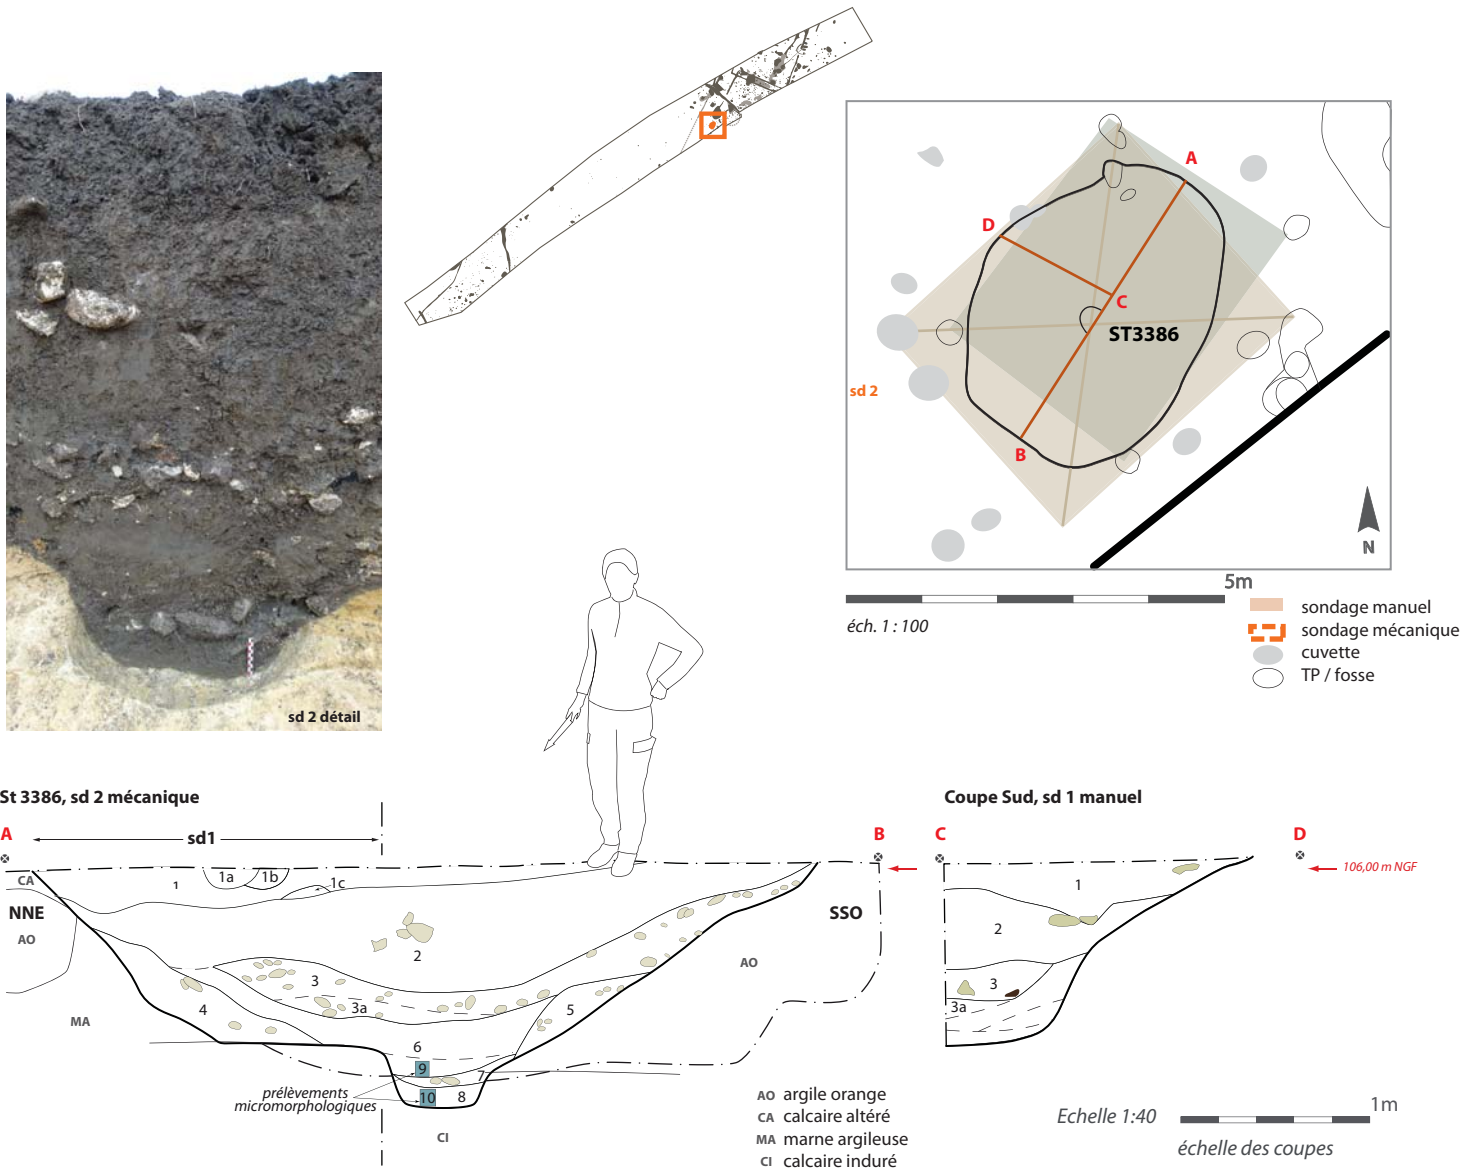 sd 2 détail
A
D
C
ST3386
sd 2
B
N
5m
éch. 1 : 100
sondage manuel
sondage mécanique
cuvette
TP / fosse
St 3386, sd 2 mécanique
Coupe Sud, sd 1 manuel
A
sd1
B
C
D
106,00 m NGF
CA
1
1a
1b
1c
1
NNE
SSO
AO
2
2
AO
3
3
3a
3a
4
5
MA
6
9
7
prélèvements
micromorphologiques
10
8
CI
AO argile orange
CA calcaire altéré
MA marne argileuse
CI calcaire induré
Echelle 1:40
1m
échelle des coupes